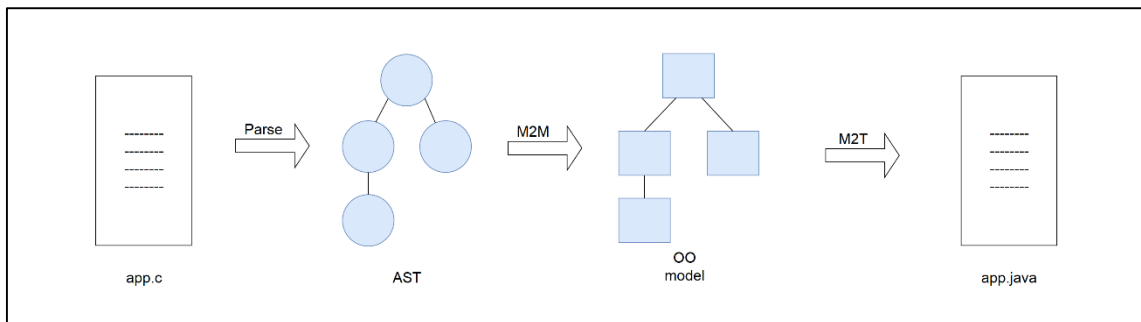 Parse
M2M
M2T
app.c
AST
OO
model
app.java